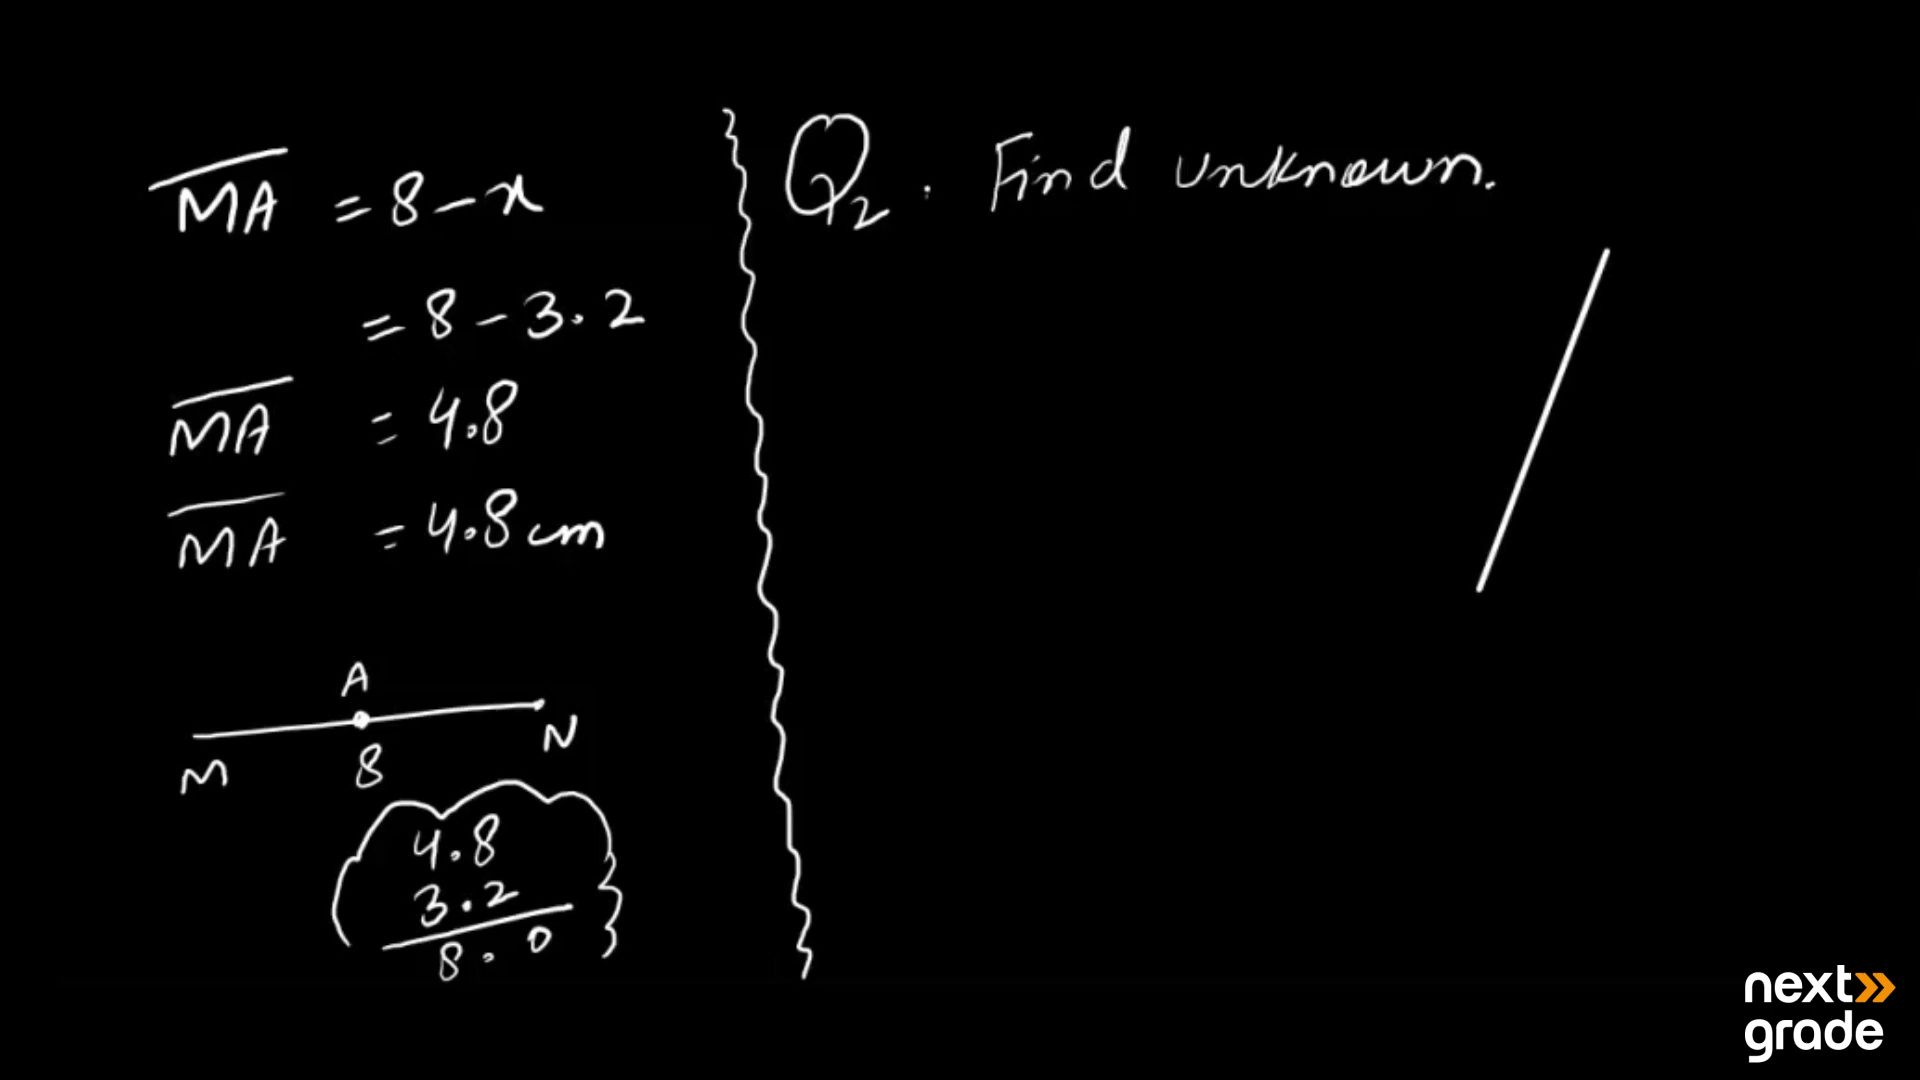 MA = 8 - x
= 8 - 3.2
MA = 4.8
MA = 4.8 cm
A
M 8 N
4.8
3.2
8.0
Q2. Find unknown.
next
grade